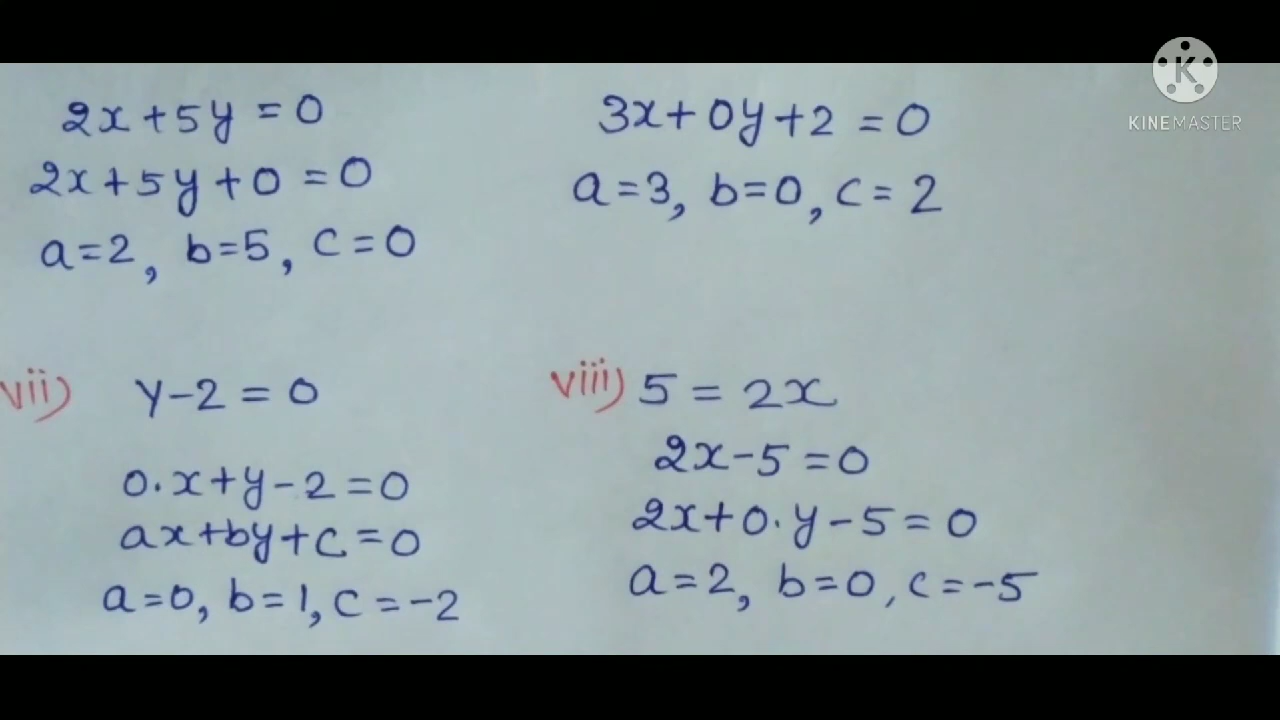 2x+5y=0
2x+5y+0=0
a=2, b=5, c=0
3x+0y+2=0
a=3, b=0, c=2
KINEMASTER
vii) y-2=0
0.x+y-2=0
ax+by+c=0
a=0, b=1, c=-2
viii) 5=2x
2x-5=0
2x+0.y-5=0
a=2, b=0, c=-5